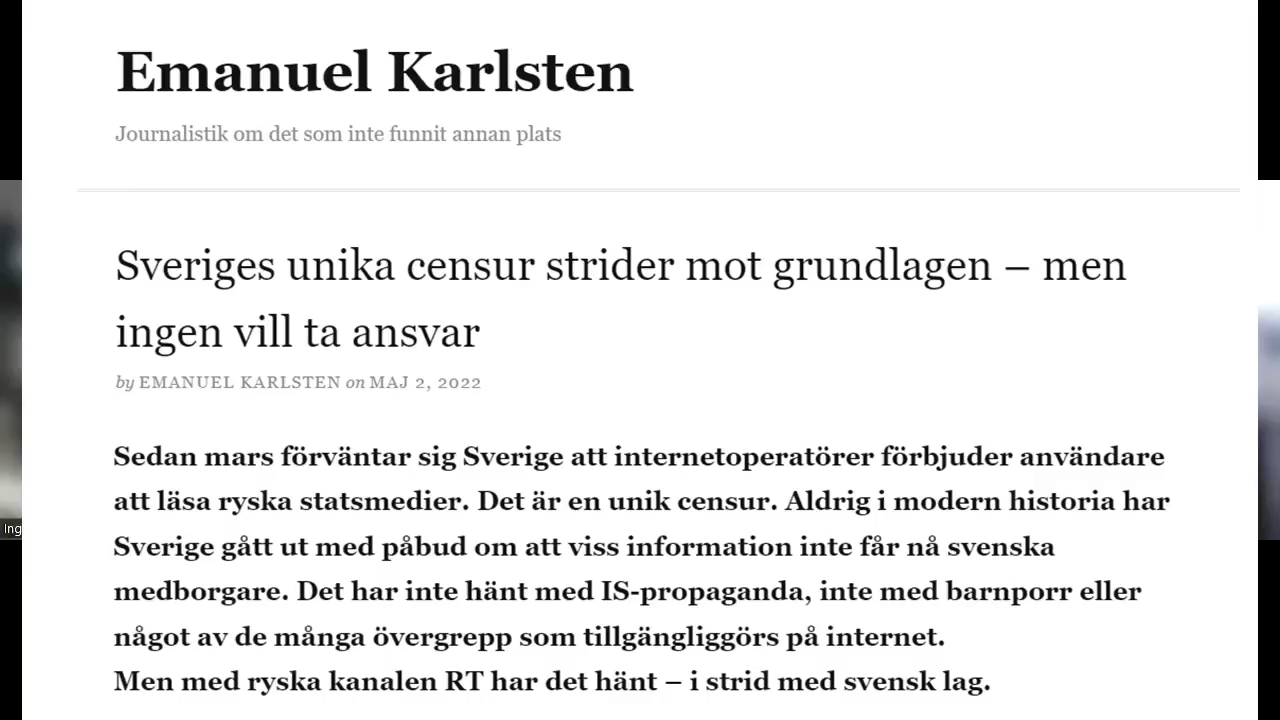 Emanuel Karlsten
Journalistik om det som inte funnit annan plats
Sveriges unika censur strider mot grundlagen – men
ingen vill ta ansvar
by EMANUEL KARLSTEN on MAJ 2, 2022
Sedan mars förväntar sig Sverige att internetoperatörer förbjuder användare
att läsa ryska statsmedier. Det är en unik censur. Aldrig i modern historia har
Sverige gått ut med påbud om att viss information inte får nå svenska
medborgare. Det har inte hänt med IS-propaganda, inte med barnporr eller
något av de många övergrepp som tillgängliggörs på internet.
Men med ryska kanalen RT har det hänt – i strid med svensk lag.
Ing